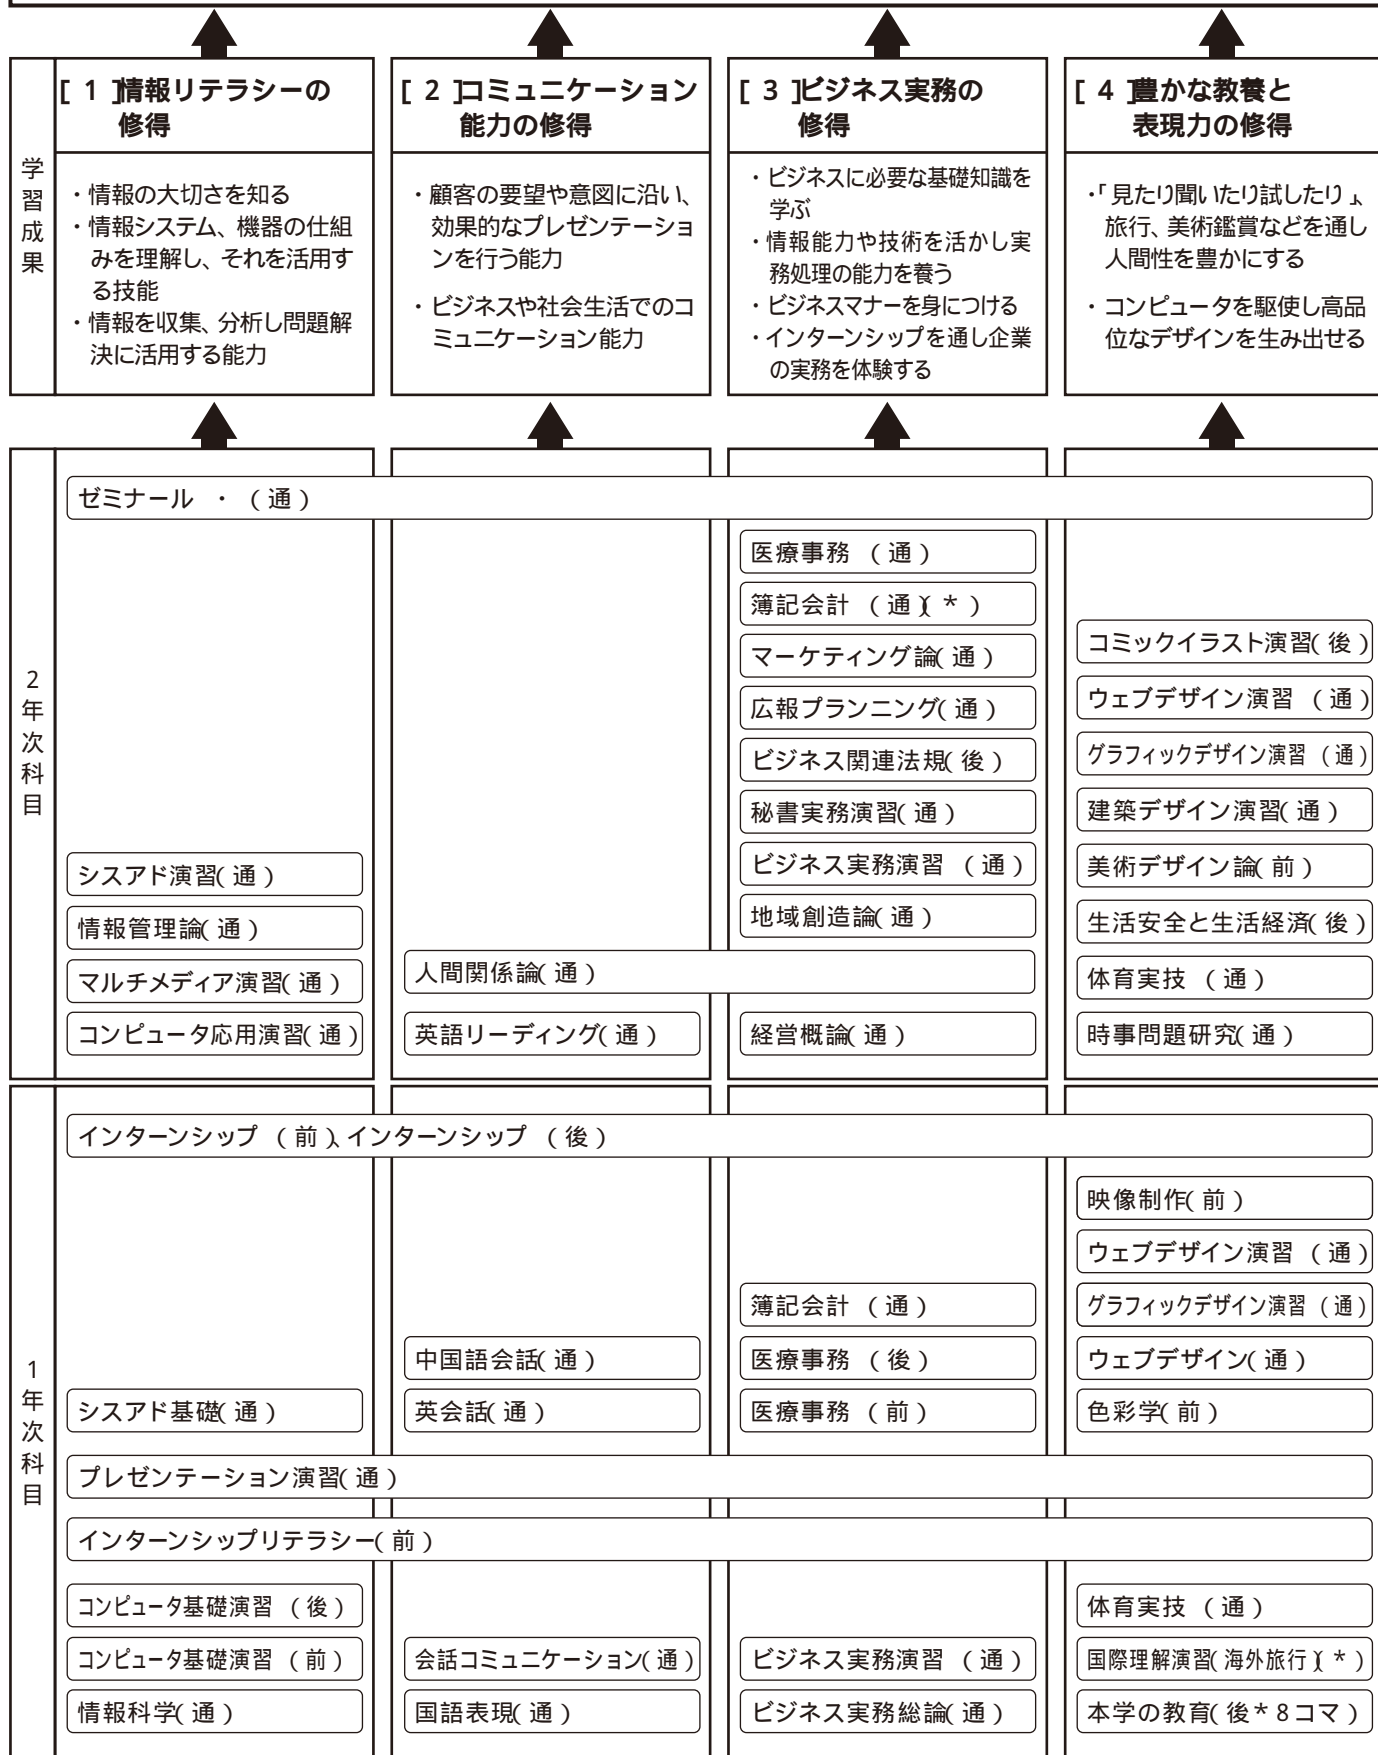 学習成果
[ 1 ]情報リテラシーの
修得
・情報の大切さを知る
・情報システム、機器の仕組
みを理解し、それを活用す
る技能
・情報を収集、分析し問題解
決に活用する能力
[ 2 ]コミュニケーション
能力の修得
・顧客の要望や意図に沿い、
効果的なプレゼンテーショ
ンを行う能力
・ビジネスや社会生活でのコ
ミュニケーション能力
[ 3 ]ビジネス実務の
修得
・ビジネスに必要な基礎知識を
学ぶ
・情報能力や技術を活かし実
務処理の能力を養う
・ビジネスマナーを身につける
・インターンシップを通し企業
の実務を体験する
[ 4 ]豊かな教養と
表現力の修得
・「見たり聞いたり試したり」、
旅行、美術鑑賞などを通し
人間性を豊かにする
・コンピュータを駆使し高品
位なデザインを生み出せる
2年次科目
ゼミナール ・ (通)
シスアド演習(通)
情報管理論(通)
マルチメディア演習(通)
コンピュータ応用演習(通)
人間関係論(通)
英語リーディング(通)
医療事務 (通)
簿記会計 (通)(*)
マーケティング論(通)
広報プランニング(通)
ビジネス関連法規(後)
秘書実務演習(通)
ビジネス実務演習 (通)
地域創造論(通)
経営概論(通)
コミックイラスト演習(後)
ウェブデザイン演習 (通)
グラフィックデザイン演習 (通)
建築デザイン演習(通)
美術デザイン論(前)
生活安全と生活経済(後)
体育実技 (通)
時事問題研究(通)
1年次科目
インターンシップ (前)、インターンシップ (後)
シスアド基礎(通)
中国語会話(通)
英会話(通)
簿記会計 (通)
医療事務 (後)
医療事務 (前)
映像制作(前)
ウェブデザイン演習 (通)
グラフィックデザイン演習 (通)
ウェブデザイン(通)
色彩学(前)
プレゼンテーション演習(通)
インターンシップリテラシー(前)
コンピュータ基礎演習 (後)
コンピュータ基礎演習 (前)
情報科学(通)
会話コミュニケーション(通)
国語表現(通)
ビジネス実務演習 (通)
ビジネス実務総論(通)
体育実技 (通)
国際理解演習(海外旅行)(*)
本学の教育(後*8コマ)